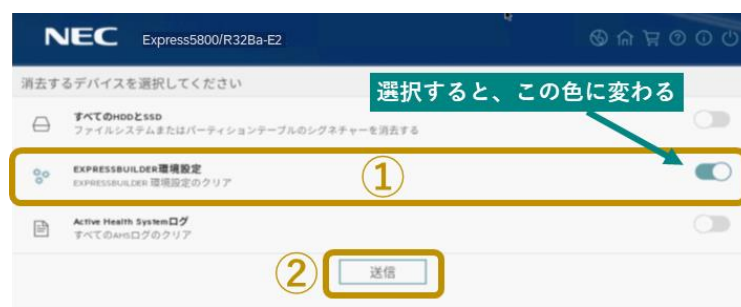 NEC Express5800/R32Ba-E2
消去するデバイスを選択してください
選択すると、この色に変わる
すべてのHDDとSSD
ファイルシステムまたはパーティションテーブルのシグネチャーを消去する
EXPRESSBUILDER環境設定
EXPRESSBUILDER 環境設定のクリア
①
Active Health Systemログ
すべてのAHSログのクリア
②
送信